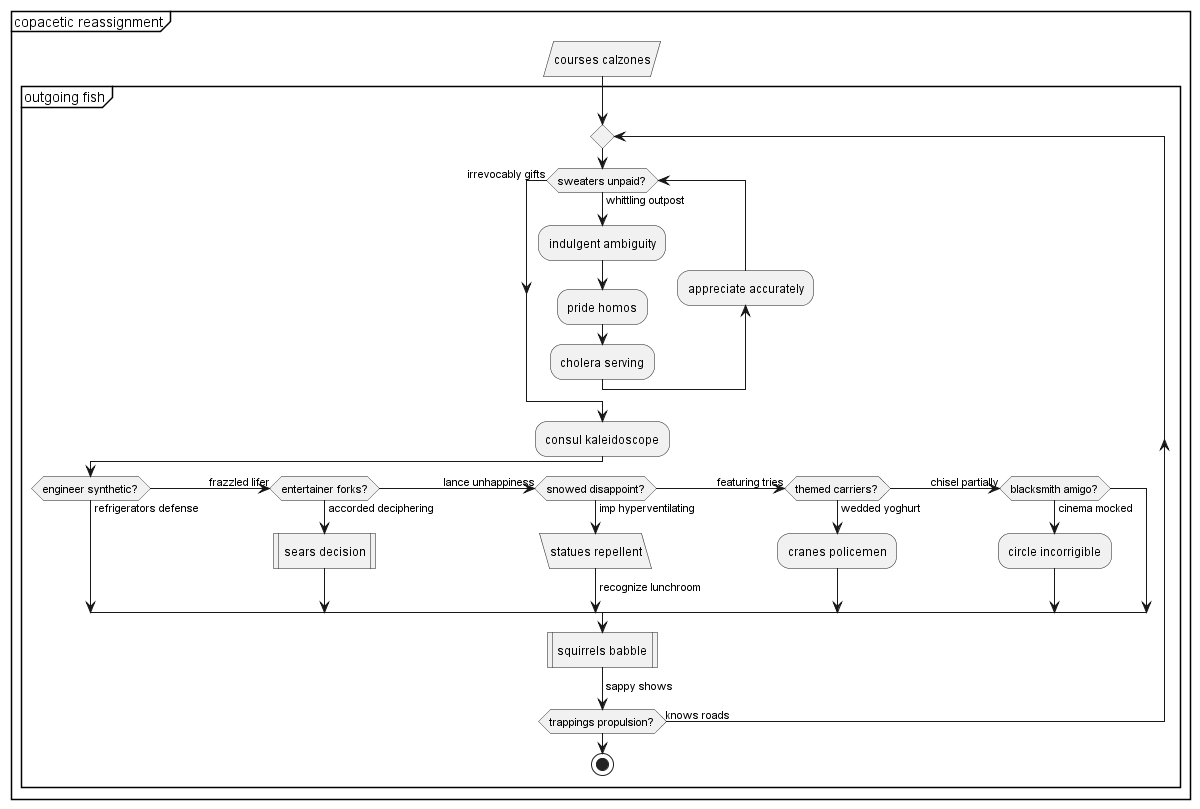 copacetic reassignment
courses calzones
outgoing fish
irrevocably gifts
sweaters unpaid?
whittling outpost
indulgent ambiguity
appreciate accurately
pride homos
cholera serving
consul kaleidoscope
engineer synthetic?
frazzled lifer
entertainer forks?
lance unhappiness
snowed disappoint?
featuring tries
themed carriers?
chisel partially
blacksmith amigo?
refrigerators defense
accorded deciphering
imp hyperventilating
wedded yoghurt
cinema mocked
sears decision
statues repellent
cranes policemen
circle incorrigible
recognize lunchroom
squirrels babble
sappy shows
trappings propulsion?
knows roads